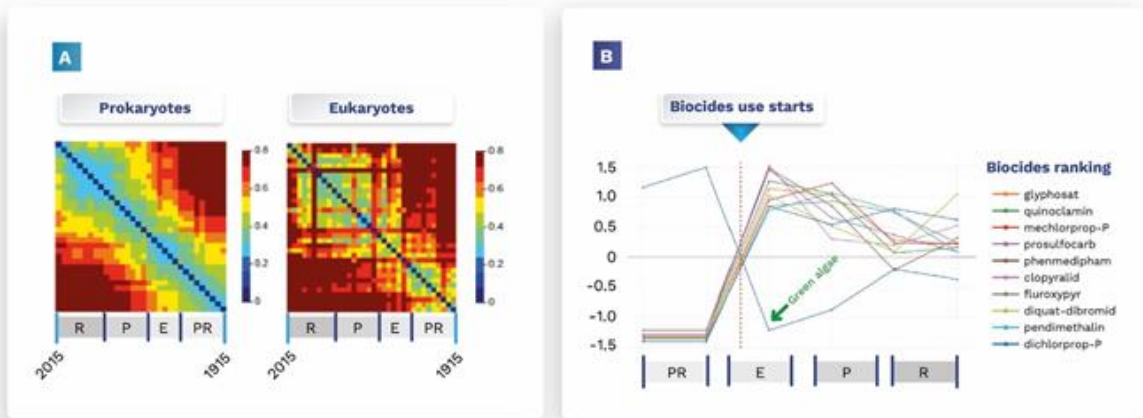 A
Prokaryotes
Eukaryotes
0.8
0.6
0.4
0.2
0
0.8
0.6
0.4
0.2
0
R P E PR
R P E PR
2015
1915
2015
1915
B
Biocides use starts
1.5
1.0
0.5
0
-0.5
-1.0
-1.5
Green algae
PR E P R
Biocides ranking
glyphosat
quinoclamin
mechlorprop-P
prosulfocarb
phenmedipham
clopyralid
fluroxypyr
diquat-dibromid
pendimethalin
dichlorprop-P